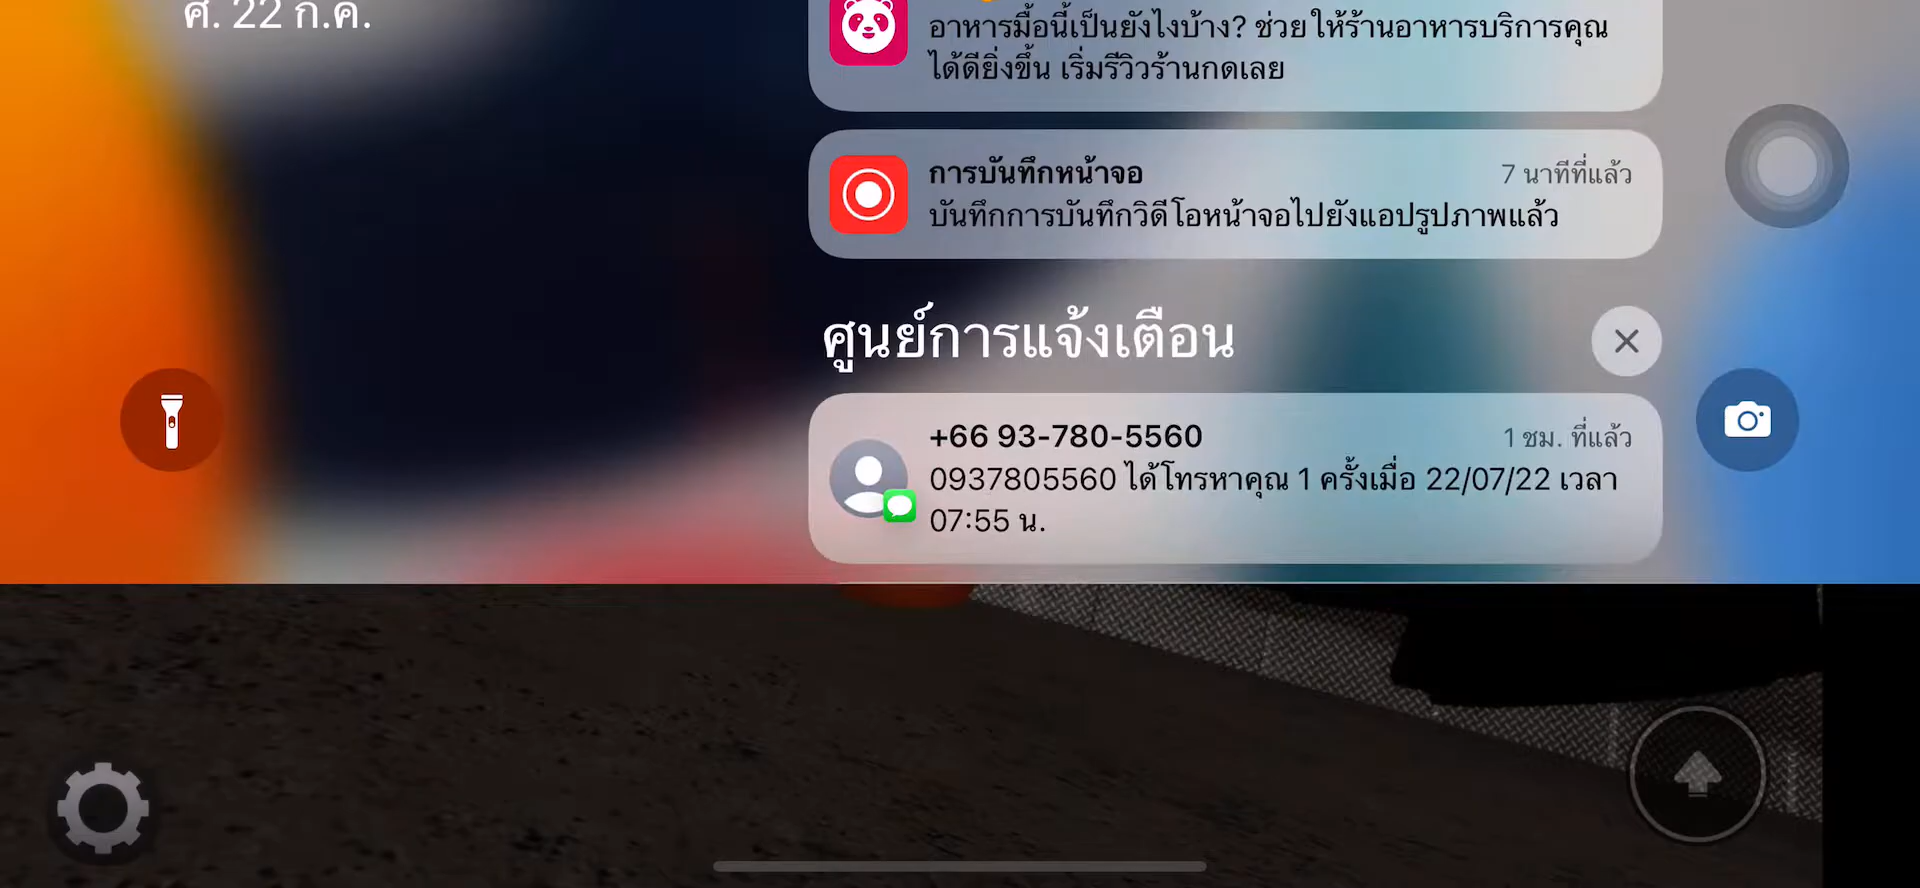 ศ. 22 ก.ค.
อาหารมื้อนี้เป็นยังไงบ้าง? ช่วยให้ร้านอาหารบริการคุณ
ได้ดียิ่งขึ้น เริ่มรีวิวร้านกดเลย
การบันทึกหน้าจอ
7 นาทีที่แล้ว
บันทึกการบันทึกวิดีโอหน้าจอไปยังแอปรูปภาพแล้ว
ศูนย์การแจ้งเตือน
+66 93-780-5560
1 ชม. ที่แล้ว
0937805560 ได้โทรหาคุณ 1 ครั้งเมื่อ 22/07/22 เวลา
07:55 น.